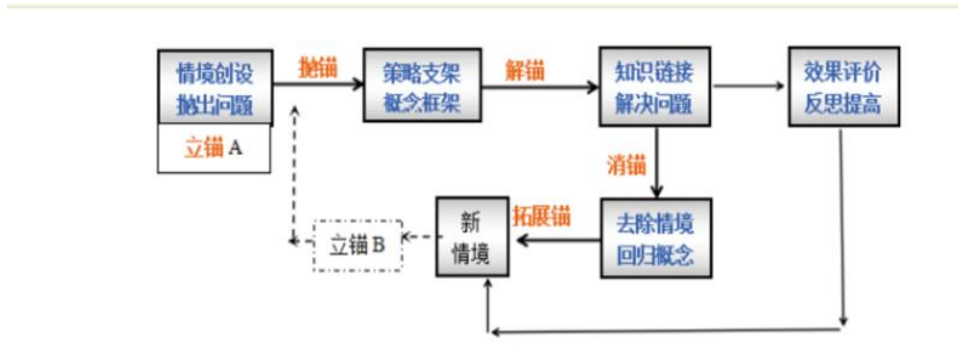 情境创设
抛出问题
立锚 A
抛锚
策略支架
概念框架
解锚
知识链接
解决问题
效果评价
反思提高
消锚
去除情境
回归概念
拓展锚
新
情境
立锚 B